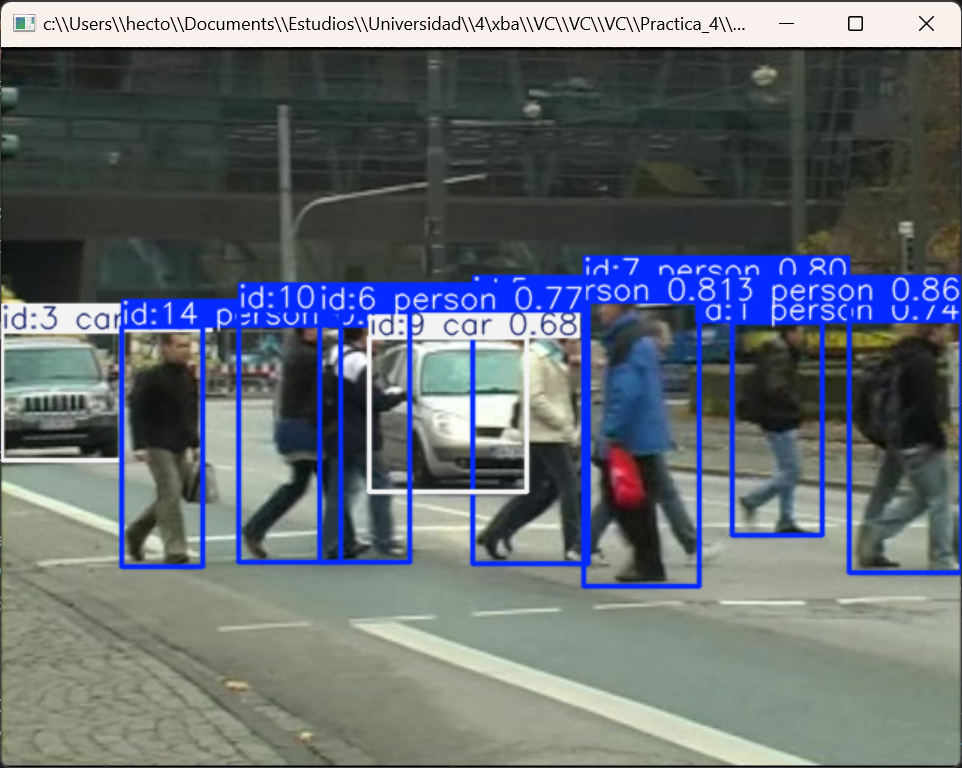 c:\\Users\\hecto\\Documents\\Estudios\\Universidad\\4\xba\\VC\\VC\\VC\\Practica_4\\...
id:7 person 0.80
id:10
id:6 person 0.77
rson 0.813 person 0.86
id:3 car
id:14 person
d:1 person 0.74
id:9 car 0.68